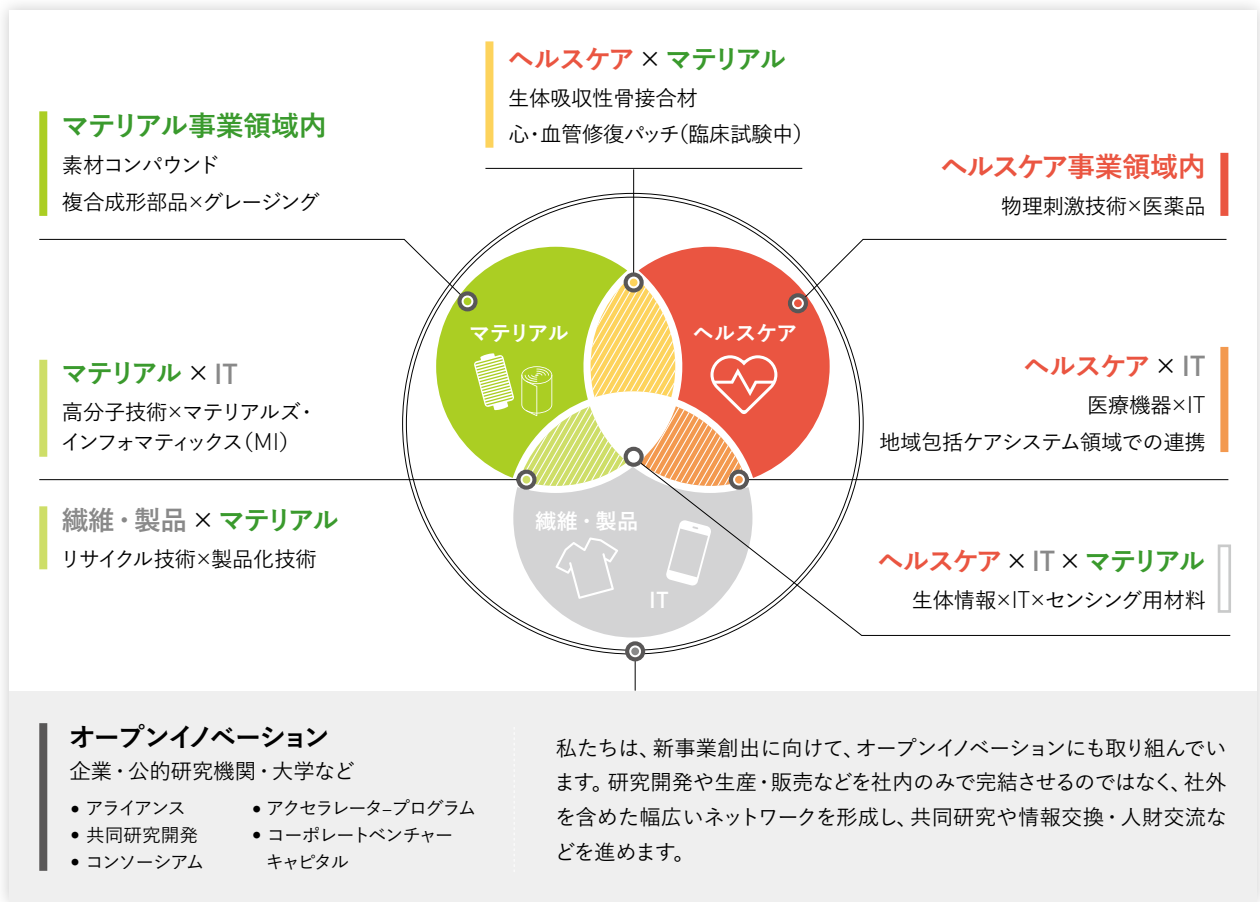 ヘルスケア × マテリアル
生体吸収性骨接合材
心・血管修復パッチ(臨床試験中)
マテリアル事業領域内
素材コンパウンド
複合成形部品×グレージング
ヘルスケア事業領域内
物理刺激技術×医薬品
マテリアル
ヘルスケア
マテリアル × IT
高分子技術×マテリアルズ・
インフォマティックス(MI)
ヘルスケア × IT
医療機器×IT
地域包括ケアシステム領域での連携
繊維・製品 × マテリアル
リサイクル技術×製品化技術
繊維・製品
IT
ヘルスケア × IT × マテリアル
生体情報×IT×センシング用材料
オープンイノベーション
企業・公的研究機関・大学など
• アライアンス
• 共同研究開発
• コンソーシアム
• アクセラレータ−プログラム
• コーポレートベンチャー
キャピタル
私たちは、新事業創出に向けて、オープンイノベーションにも取り組んでい
ます。研究開発や生産・販売などを社内のみで完結させるのではなく、社外
を含めた幅広いネットワークを形成し、共同研究や情報交換・人財交流な
どを進めます。